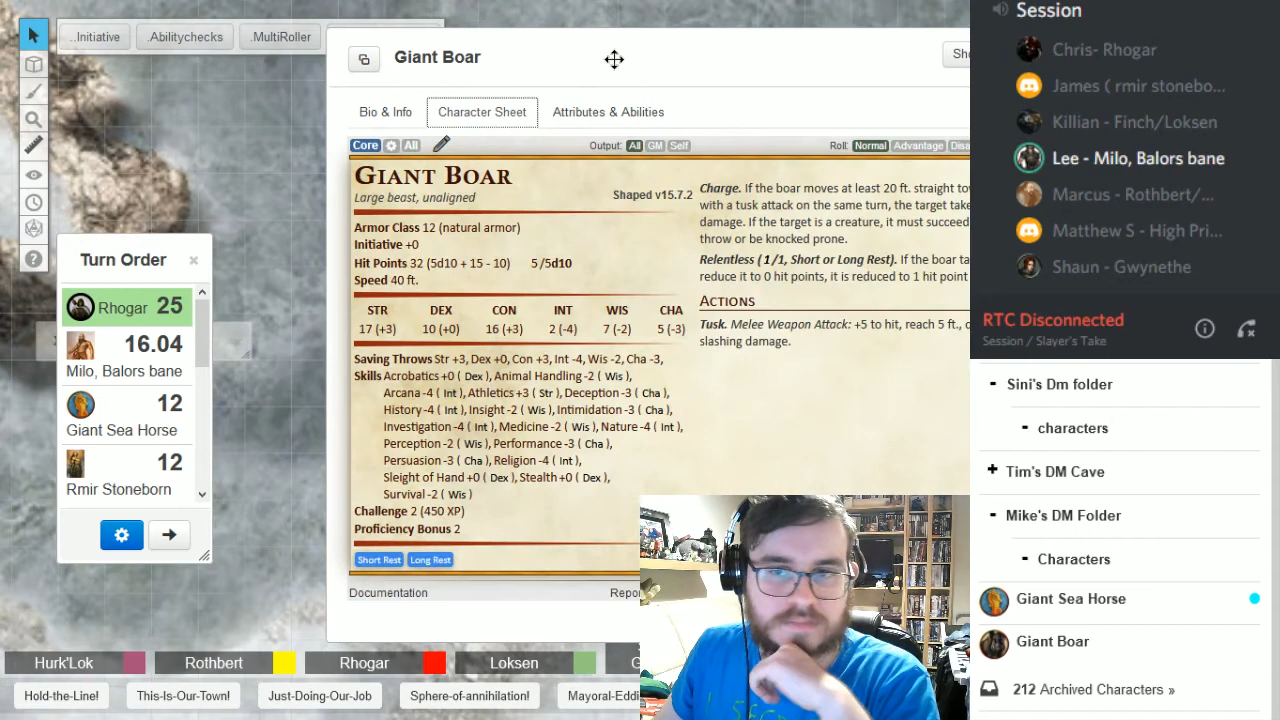 ..Initiative
.Abilitychecks
.MultiRoller
Giant Boar
Bio & Info
Character Sheet
Attributes & Abilities
Core
All
Output: All GM Self
Roll: Normal Advantage
GIANT BOAR
Large beast, unaligned
Shaped v15.7.2
Armor Class 12 (natural armor)
Initiative +0
Hit Points 32 (5d10 + 15 - 10) 5 /5d10
Speed 40 ft.
STR DEX CON INT WIS CHA
17 (+3) 10 (+0) 16 (+3) 2 (-4) 7 (-2) 5 (-3)
Saving Throws Str +3, Dex +0, Con +3, Int -4, Wis -2, Cha -3,
Skills Acrobatics +0 ( Dex ), Animal Handling -2 ( Wis ),
Arcana -4 ( Int ), Athletics +3 ( Str ), Deception -3 ( Cha ),
History -4 ( Int ), Insight -2 ( Wis ), Intimidation -3 ( Cha ),
Investigation -4 ( Int ), Medicine -2 ( Wis ), Nature -4 ( Int ),
Perception -2 ( Wis ), Performance -3 ( Cha ),
Persuasion -3 ( Cha ), Religion -4 ( Int ),
Sleight of Hand +0 ( Dex ), Stealth +0 ( Dex ),
Survival -2 ( Wis )
Challenge 2 (450 XP)
Proficiency Bonus 2
Short Rest
Long Rest
Documentation
Charge. If the boar moves at least 20 ft. straight
with a tusk attack on the same turn, the target
damage. If the target is a creature, it must succeed
throw or be knocked prone.
Relentless (1/1, Short or Long Rest). If the boar
reduce it to 0 hit points, it is reduced to 1 hit point
ACTIONS
Tusk. Melee Weapon Attack: +5 to hit, reach 5 ft.,
slashing damage.
Turn Order
Rhogar 25
16.04
Milo, Balors bane
12
Giant Sea Horse
12
Rmir Stoneborn
Hurk'Lok
Rothbert
Rhogar
Loksen
Hold-the-Line!
This-Is-Our-Town!
Just-Doing-Our-Job
Sphere-of-annihilation!
Session
Chris- Rhogar
James ( rmir stonebo...
Killian - Finch/Loksen
Lee - Milo, Balors bane
Marcus - Rothbert/...
Matthew S - High Pri...
Shaun - Gwynethe
RTC Disconnected
Session / Slayer's Take
Sini's Dm folder
characters
Tim's DM Cave
Mike's DM Folder
Characters
Giant Sea Horse
Giant Boar
212 Archived Characters »